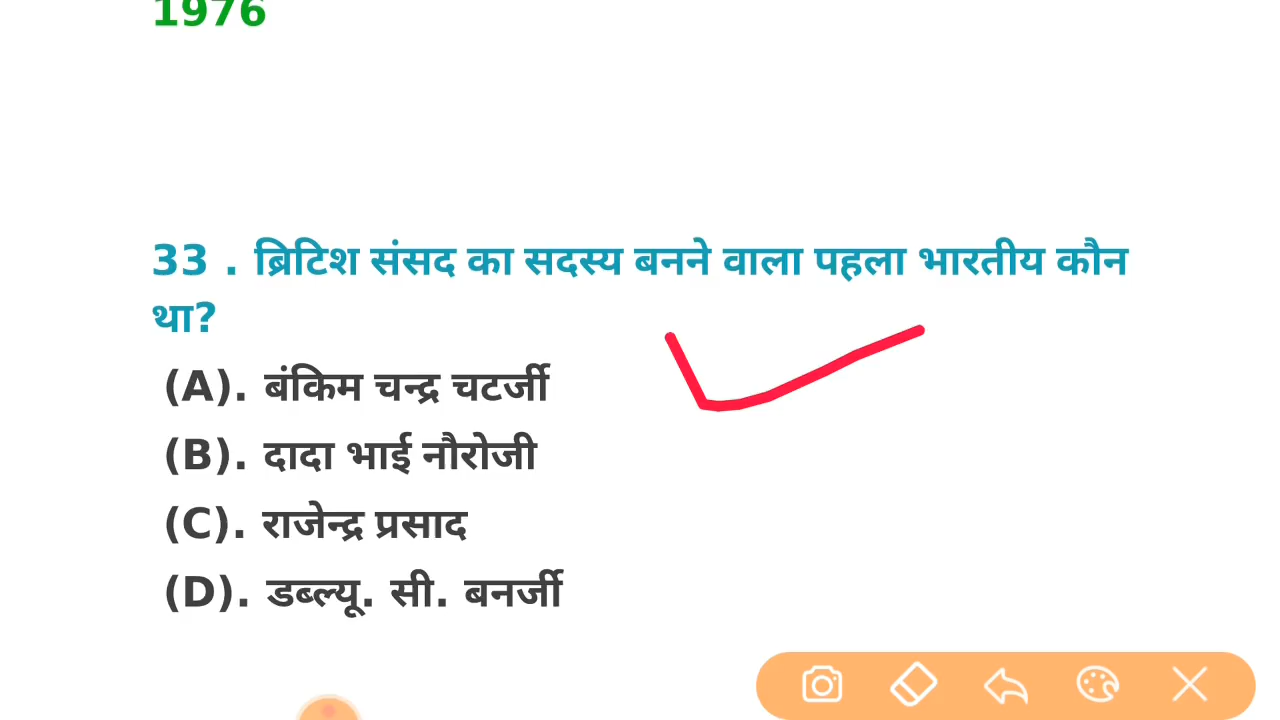 1976
33 . ब्रिटिश संसद का सदस्य बनने वाला पहला भारतीय कौन
था?
(A). बंकिम चन्द्र चटर्जी
(B). दादा भाई नौरोजी
(C). राजेन्द्र प्रसाद
(D). डब्ल्यू. सी. बनर्जी